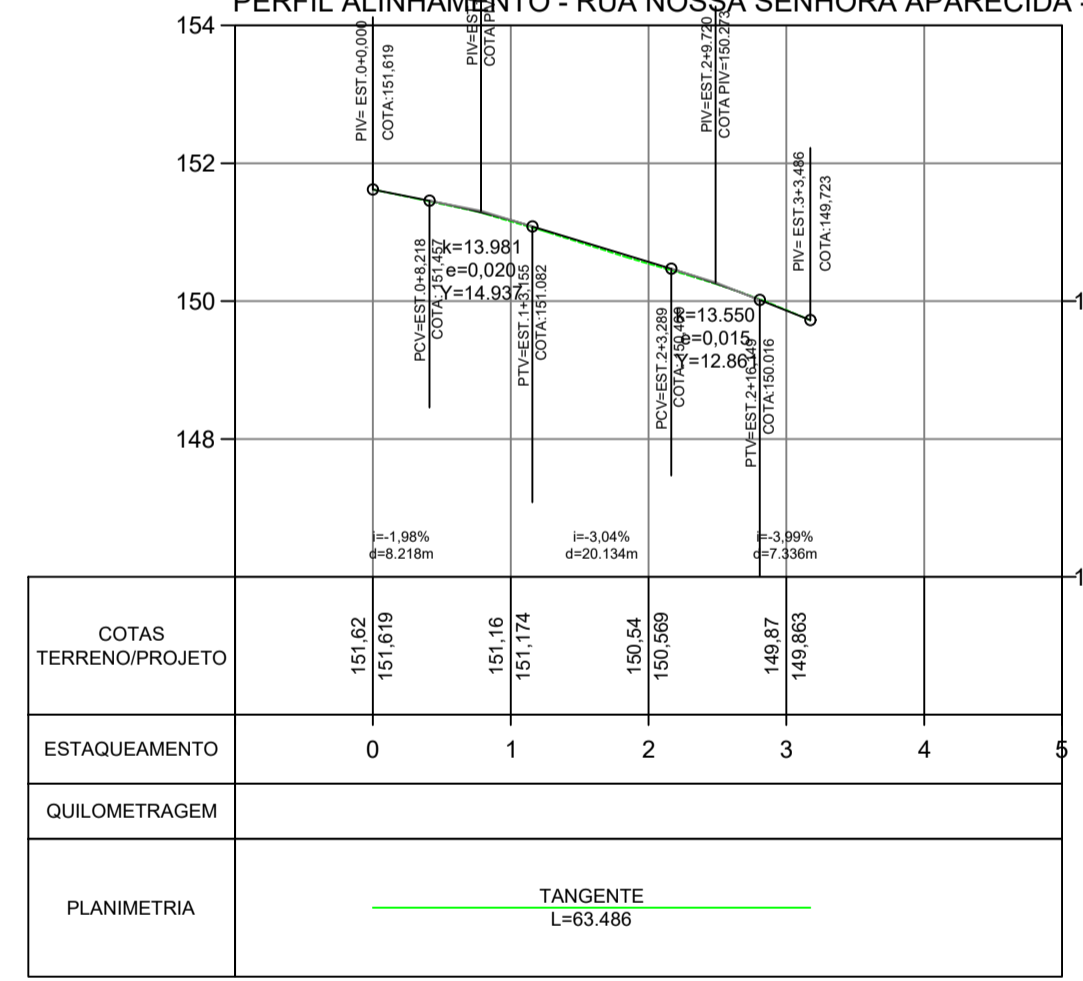 PERFIL ALINHAMENTO - RUA NOSSA SENHORA APARECIDA -
154
152
150
148
PIV= EST.0+0,000
COTA:151,619
PCV=EST.0+8,218
COTA: 151,457
k=13.981
e=0,020
Y=14.937
PTV=EST.1+3,155
COTA:151.082
PCV=EST.2+3,289
k=13.550
e=0,015
Y=12.861
PIV=EST.2+9.720
COTA PIV=150.273
PTV=EST.2+16,149
COTA:150.016
PIV= EST.3+3,486
COTA:149,723
i=-1,98%
d=8.218m
i=-3,04%
d=20.134m
i=-3,99%
d=7.336m
COTAS
TERRENO/PROJETO
151,62
151,619
151,16
151,174
150,54
150,569
149,87
149,863
ESTAQUEAMENTO
0 1 2 3 4 5
QUILOMETRAGEM
PLANIMETRIA
TANGENTE
L=63.486